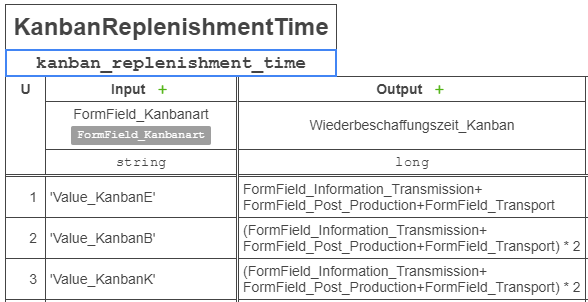 KanbanReplenishmentTime
kanban_replenishment_time
U Input + Output +
FormField_Kanbanart Wiederbeschaffungszeit_Kanban
FormField_Kanbanart
string long
1 'Value_KanbanE' FormField_Information_Transmission+
FormField_Post_Production+FormField_Transport
2 'Value_KanbanB' (FormField_Information_Transmission+
FormField_Post_Production+FormField_Transport) * 2
3 'Value_KanbanK' (FormField_Information_Transmission+
FormField_Post_Production+FormField_Transport) * 2